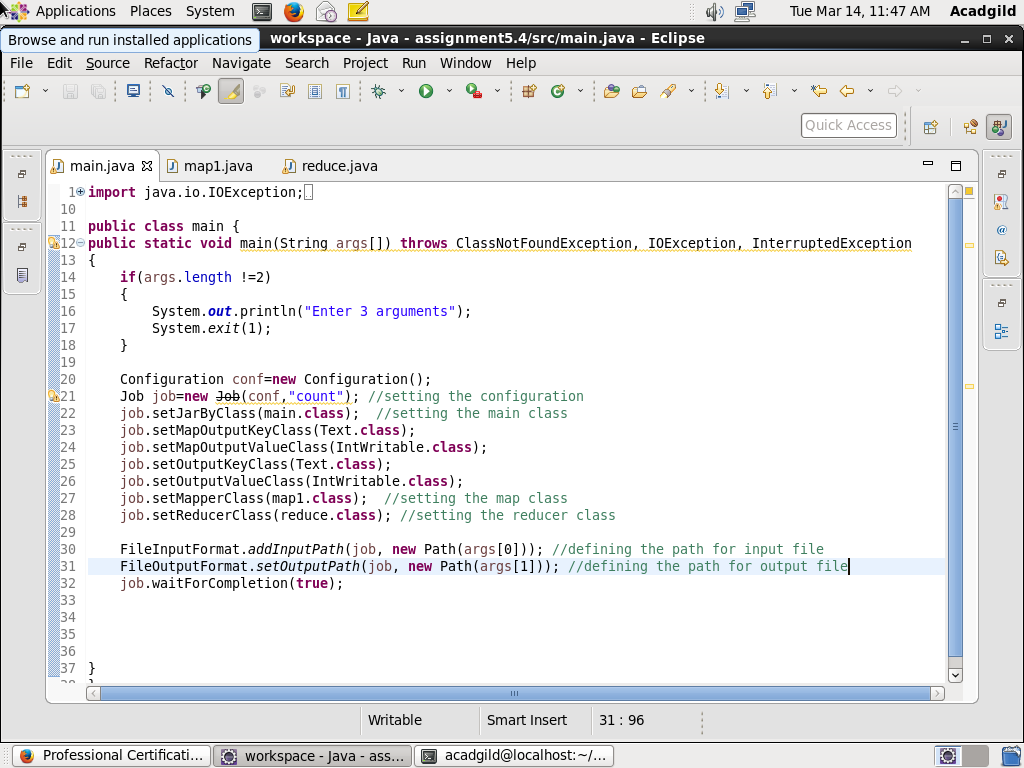 Applications Places System Tue Mar 14, 11:47 AM Acadgild
Browse and run installed applications
workspace - Java - assignment5.4/src/main.java - Eclipse
File Edit Source Refactor Navigate Search Project Run Window Help
Quick Access
main.java map1.java reduce.java
1 import java.io.IOException;
10
11 public class main {
12 public static void main(String args[]) throws ClassNotFoundException, IOException, InterruptedException
13 {
14 if(args.length !=2)
15 {
16 System.out.println("Enter 3 arguments");
17 System.exit(1);
18 }
19
20 Configuration conf=new Configuration();
21 Job job=new Job(conf,"count"); //setting the configuration
22 job.setJarByClass(main.class); //setting the main class
23 job.setMapOutputKeyClass(Text.class);
24 job.setMapOutputValueClass(IntWritable.class);
25 job.setOutputKeyClass(Text.class);
26 job.setOutputValueClass(IntWritable.class);
27 job.setMapperClass(map1.class); //setting the map class
28 job.setReducerClass(reduce.class); //setting the reducer class
29
30 FileInputFormat.addInputPath(job, new Path(args[0])); //defining the path for input file
31 FileOutputFormat.setOutputPath(job, new Path(args[1])); //defining the path for output file
32 job.waitForCompletion(true);
33
34
35
36
37 }
Writable Smart Insert 31 : 96
Professional Certificati... workspace - Java - ass... acadgild@localhost:~/...